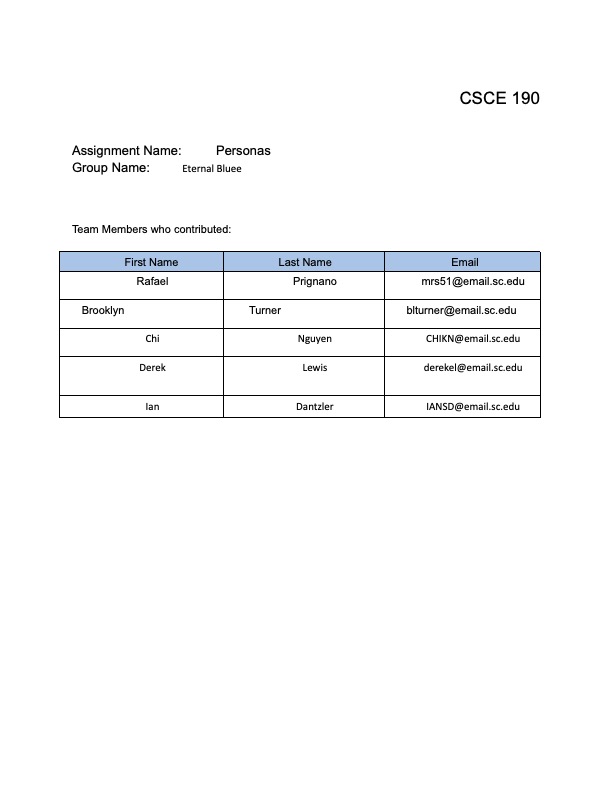 CSCE 190
Assignment Name: Personas
Group Name: Eternal Bluee
Team Members who contributed:
First Name Last Name Email
Rafael Prignano mrs51@email.sc.edu
Brooklyn Turner blturner@email.sc.edu
Chi Nguyen CHIKN@email.sc.edu
Derek Lewis derekel@email.sc.edu
Ian Dantzler IANSD@email.sc.edu